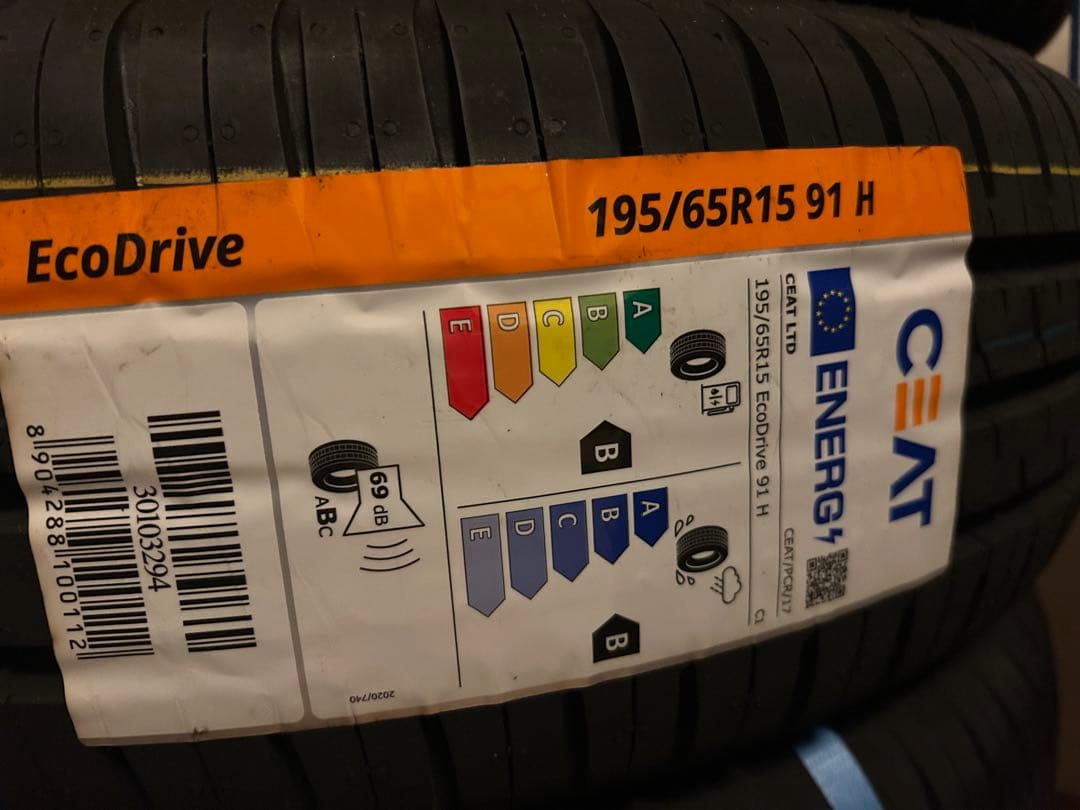 EcoDrive
195/65R15 91 H
CEAT
ENERG
CEAT LTD
CEAT/PCR/17
195/65R15 EcoDrive 91 H
C1
A
B
C
D
E
B
A
B
C
D
E
B
69 dB
ABC
2020/740
30103294
8 904288 100112